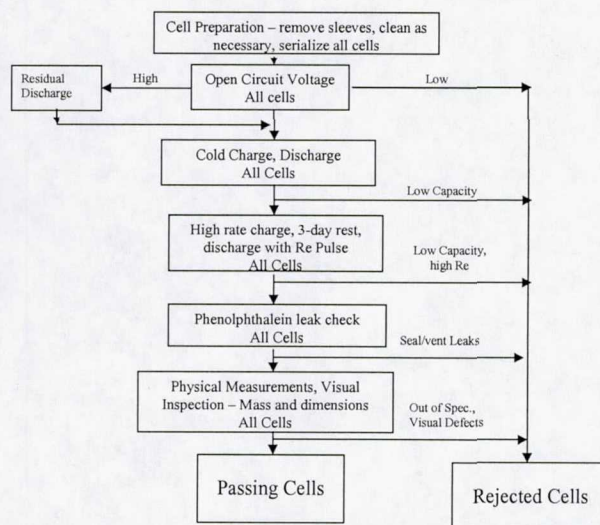 Cell Preparation – remove sleeves, clean as
necessary, serialize all cells
Residual
Discharge
High
Open Circuit Voltage
All cells
Low
Cold Charge, Discharge
All Cells
Low Capacity
High rate charge, 3-day rest,
discharge with Re Pulse
All Cells
Low Capacity,
high Re
Phenolphthalein leak check
All Cells
Seal/vent Leaks
Physical Measurements, Visual
Inspection – Mass and dimensions
All Cells
Out of Spec.,
Visual Defects
Passing Cells
Rejected Cells